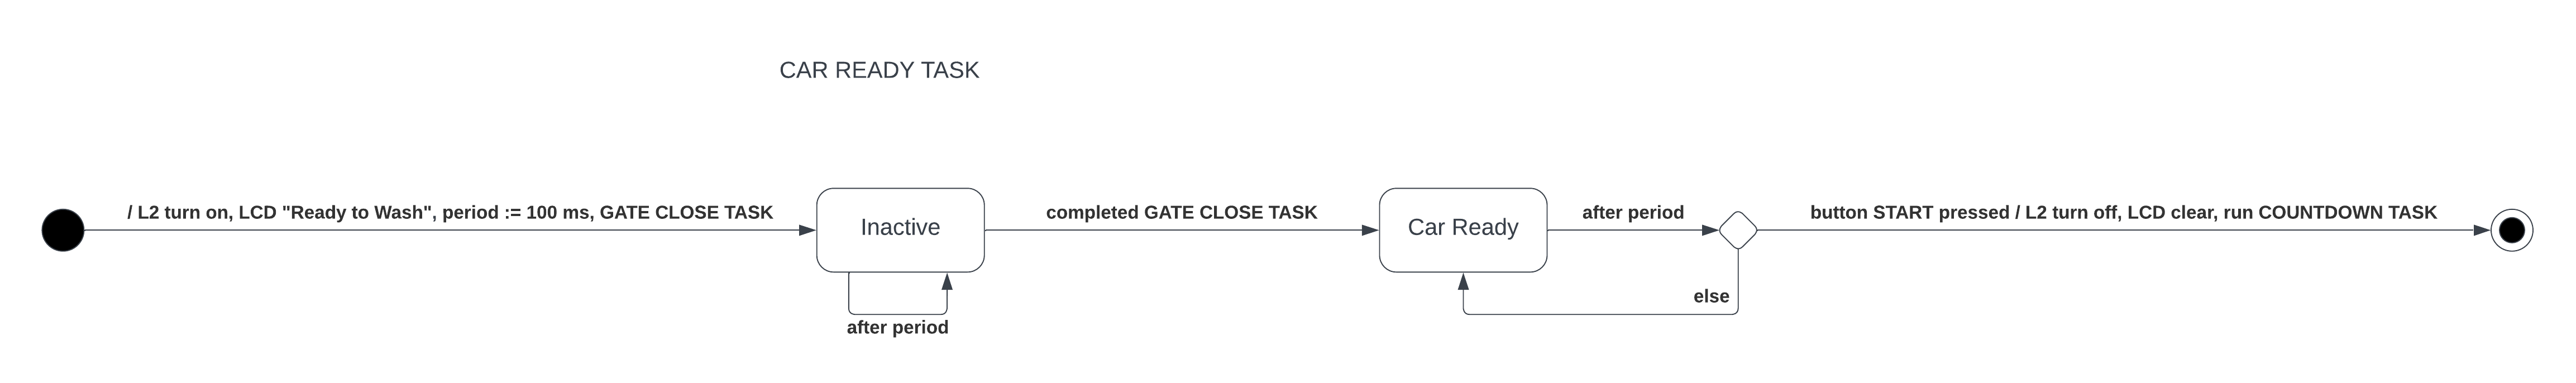 CAR READY TASK
/ L2 turn on, LCD "Ready to Wash", period := 100 ms, GATE CLOSE TASK
Inactive
completed GATE CLOSE TASK
Car Ready
after period
button START pressed / L2 turn off, LCD clear, run COUNTDOWN TASK
else
after period